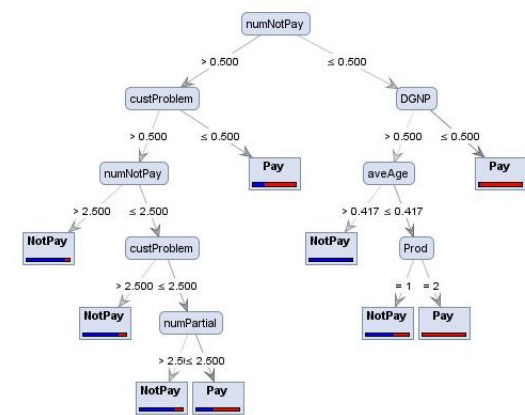 numNotPay
> 0.500 ≤ 0.500
custProblem DGNP
> 0.500 ≤ 0.500 > 0.500 ≤ 0.500
numNotPay Pay aveAge Pay
> 2.500 ≤ 2.500 > 0.417 ≤ 0.417
NotPay custProblem NotPay Prod
> 2.500 ≤ 2.500 = 1 = 2
NotPay numPartial NotPay Pay
≤ 2.500
NotPay Pay